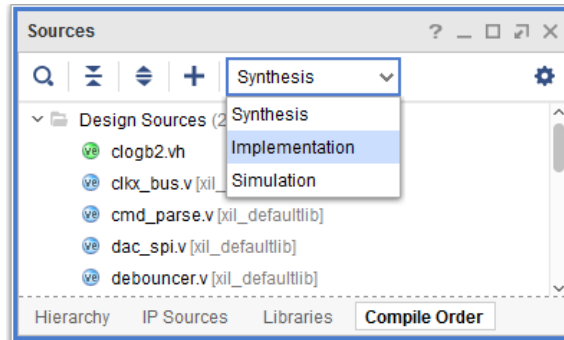 Sources
Synthesis
Design Sources (2
Synthesis
clogb2.vh
Implementation
clkx_bus.v [xil_
Simulation
cmd_parse.v [xil_defaultlib]
dac_spi.v [xil_defaultlib]
debouncer.v [xil_defaultlib]
Hierarchy IP Sources Libraries Compile Order